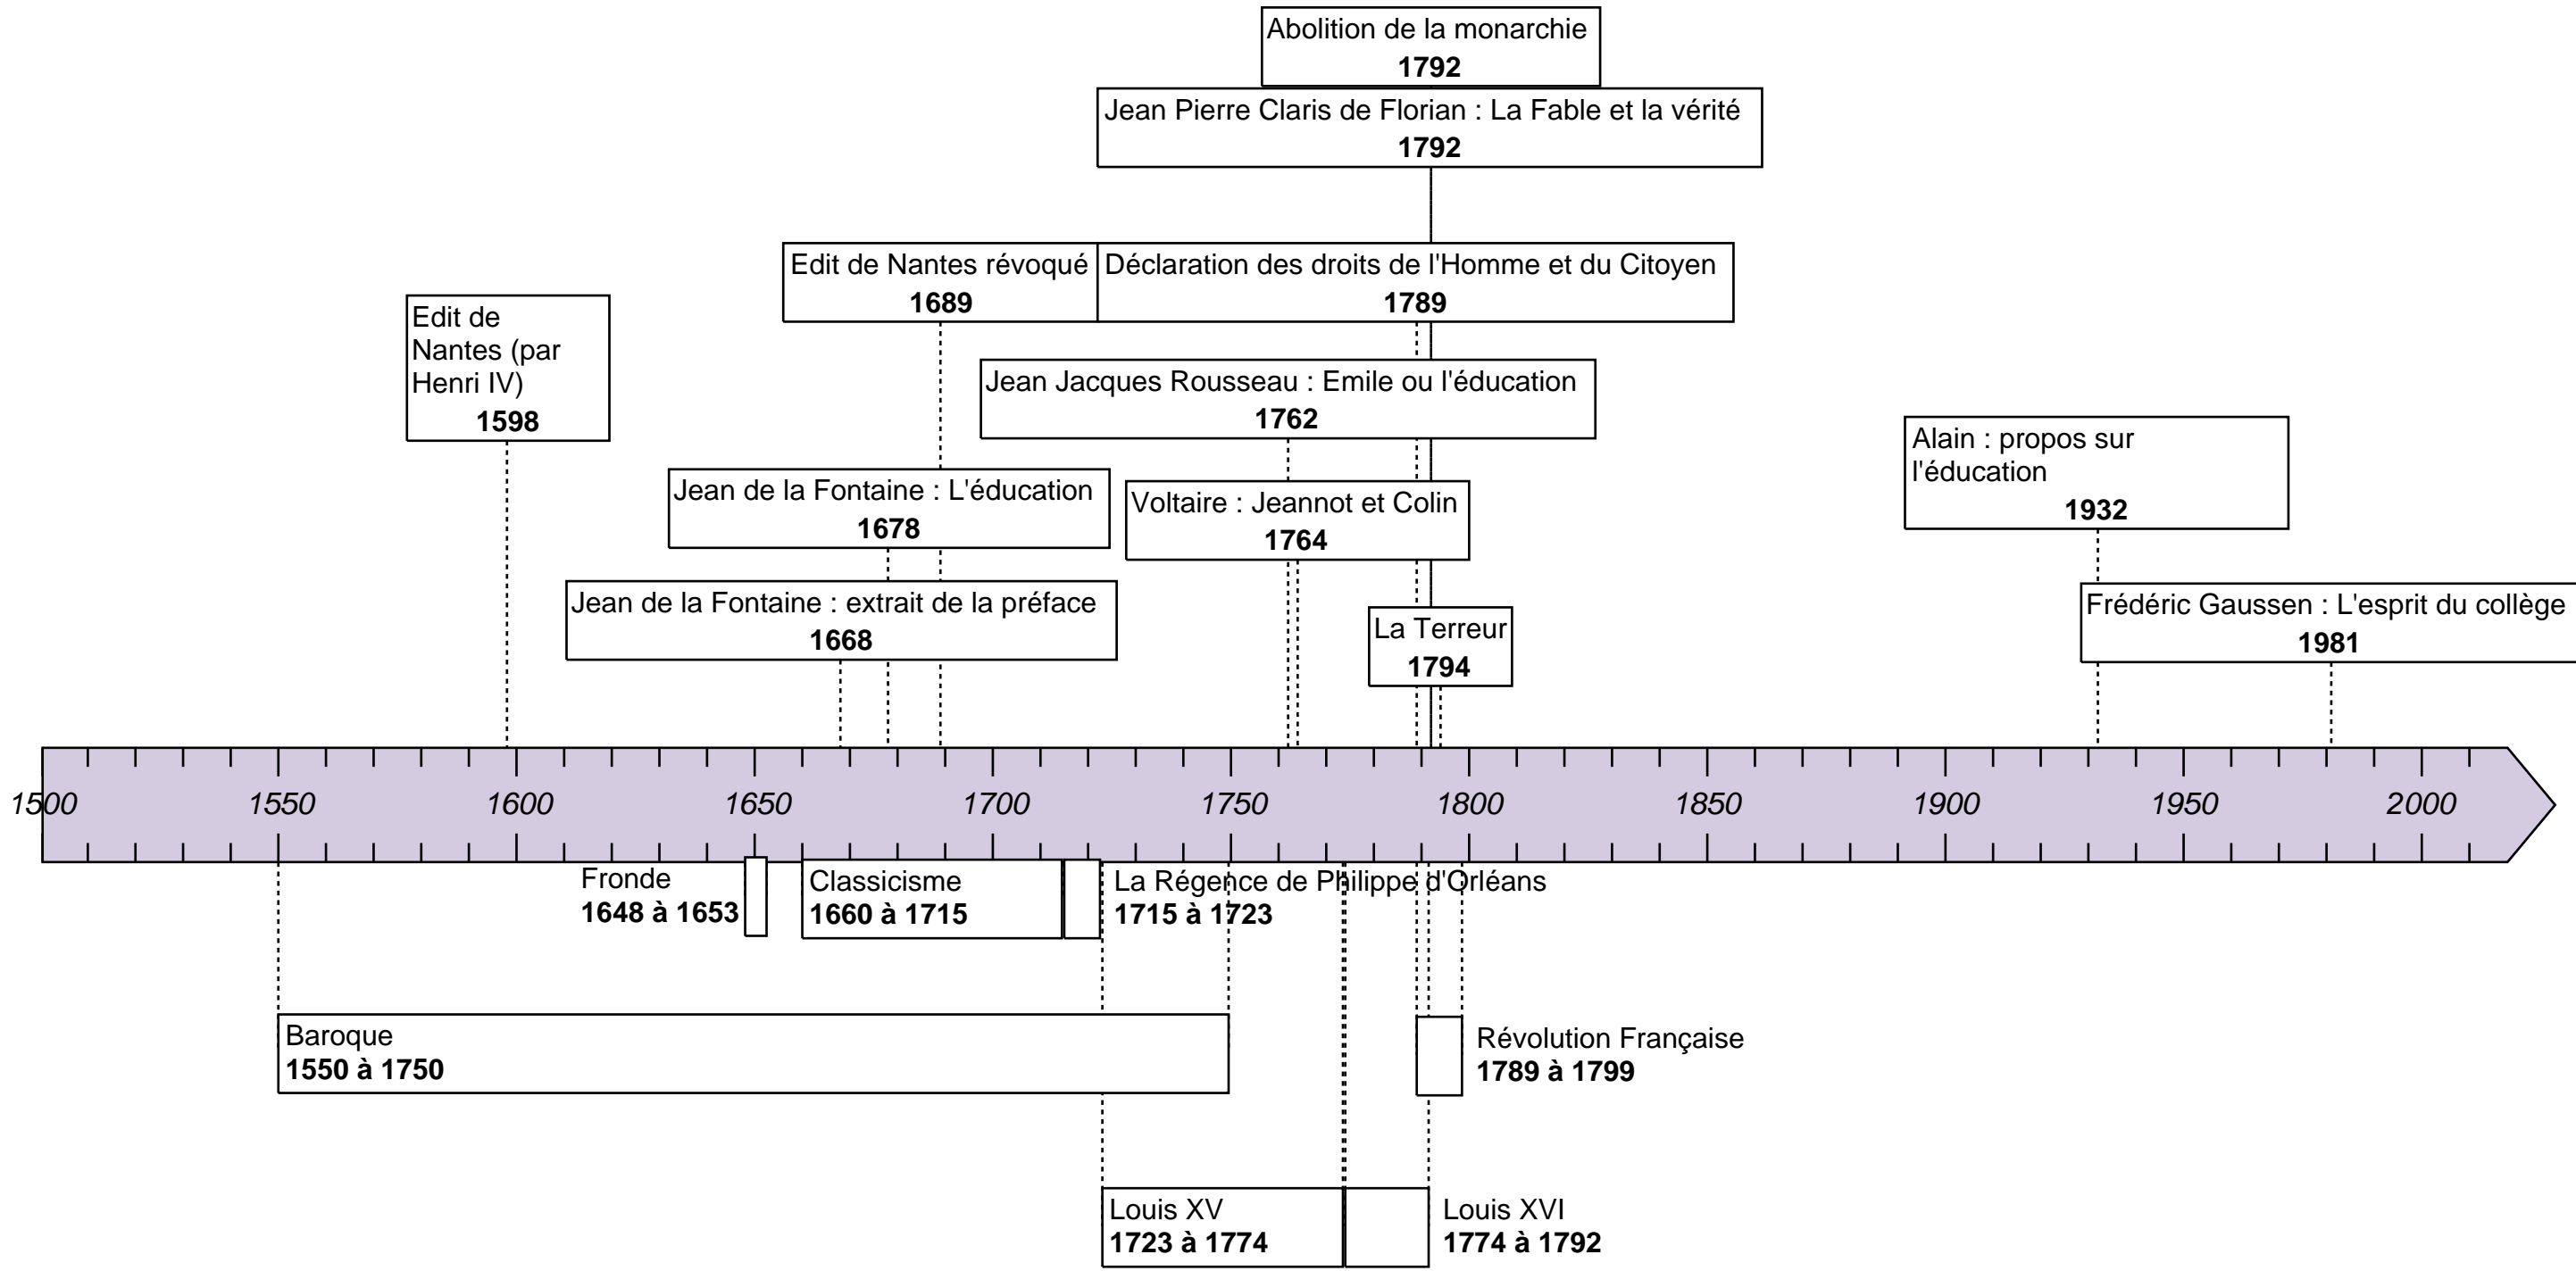 Abolition de la monarchie
1792
Jean Pierre Claris de Florian : La Fable et la vérité
1792
Edit de Nantes révoqué
1689
Déclaration des droits de l'Homme et du Citoyen
1789
Edit de
Nantes (par
Henri IV)
1598
Jean Jacques Rousseau : Emile ou l'éducation
1762
Alain : propos sur
l'éducation
1932
Jean de la Fontaine : L'éducation
1678
Voltaire : Jeannot et Colin
1764
Jean de la Fontaine : extrait de la préface
1668
Frédéric Gaussen : L'esprit du collège
1981
La Terreur
1794
1500 1550 1600 1650 1700 1750 1800 1850 1900 1950 2000
Fronde
1648 à 1653
Classicisme
1660 à 1715
La Régence de Philippe d'Orléans
1715 à 1723
Baroque
1550 à 1750
Révolution Française
1789 à 1799
Louis XV
1723 à 1774
Louis XVI
1774 à 1792